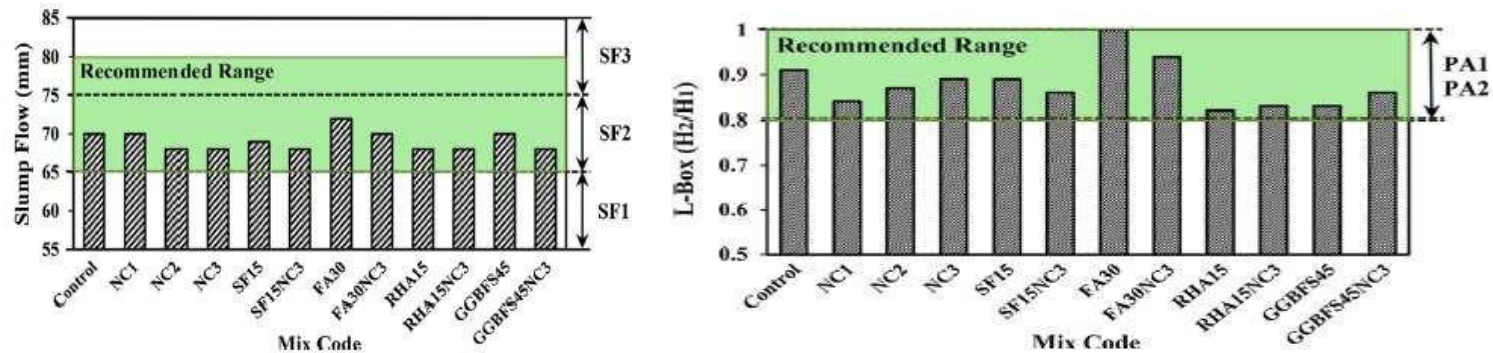 Slump Flow (mm)
85
80
75
70
65
60
55
Recommended Range
SF3
SF2
SF1
Control
NC1
NC2
NC3
SF15
SF15NC3
FA30
FA30NC3
RHA15
RHA15NC3
GGBFS45
GGBFS45NC3
Mix Code
L-Box (H2/H1)
1
0.9
0.8
0.7
0.6
0.5
Recommended Range
PA1
PA2
Control
NC1
NC2
NC3
SF15
SF15NC3
FA30
FA30NC3
RHA15
RHA15NC3
GGBFS45
GGBFS45NC3
Mix Code